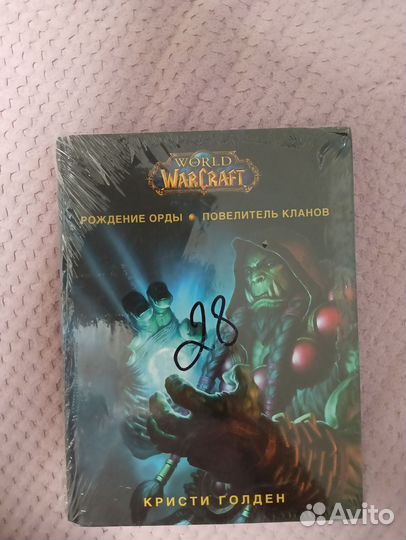 WORLD
WARCRAFT
РОЖДЕНИЕ ОРДЫ • ПОВЕЛИТЕЛЬ КЛАНОВ
28
КРИСТИ ГОЛДЕН
Avito